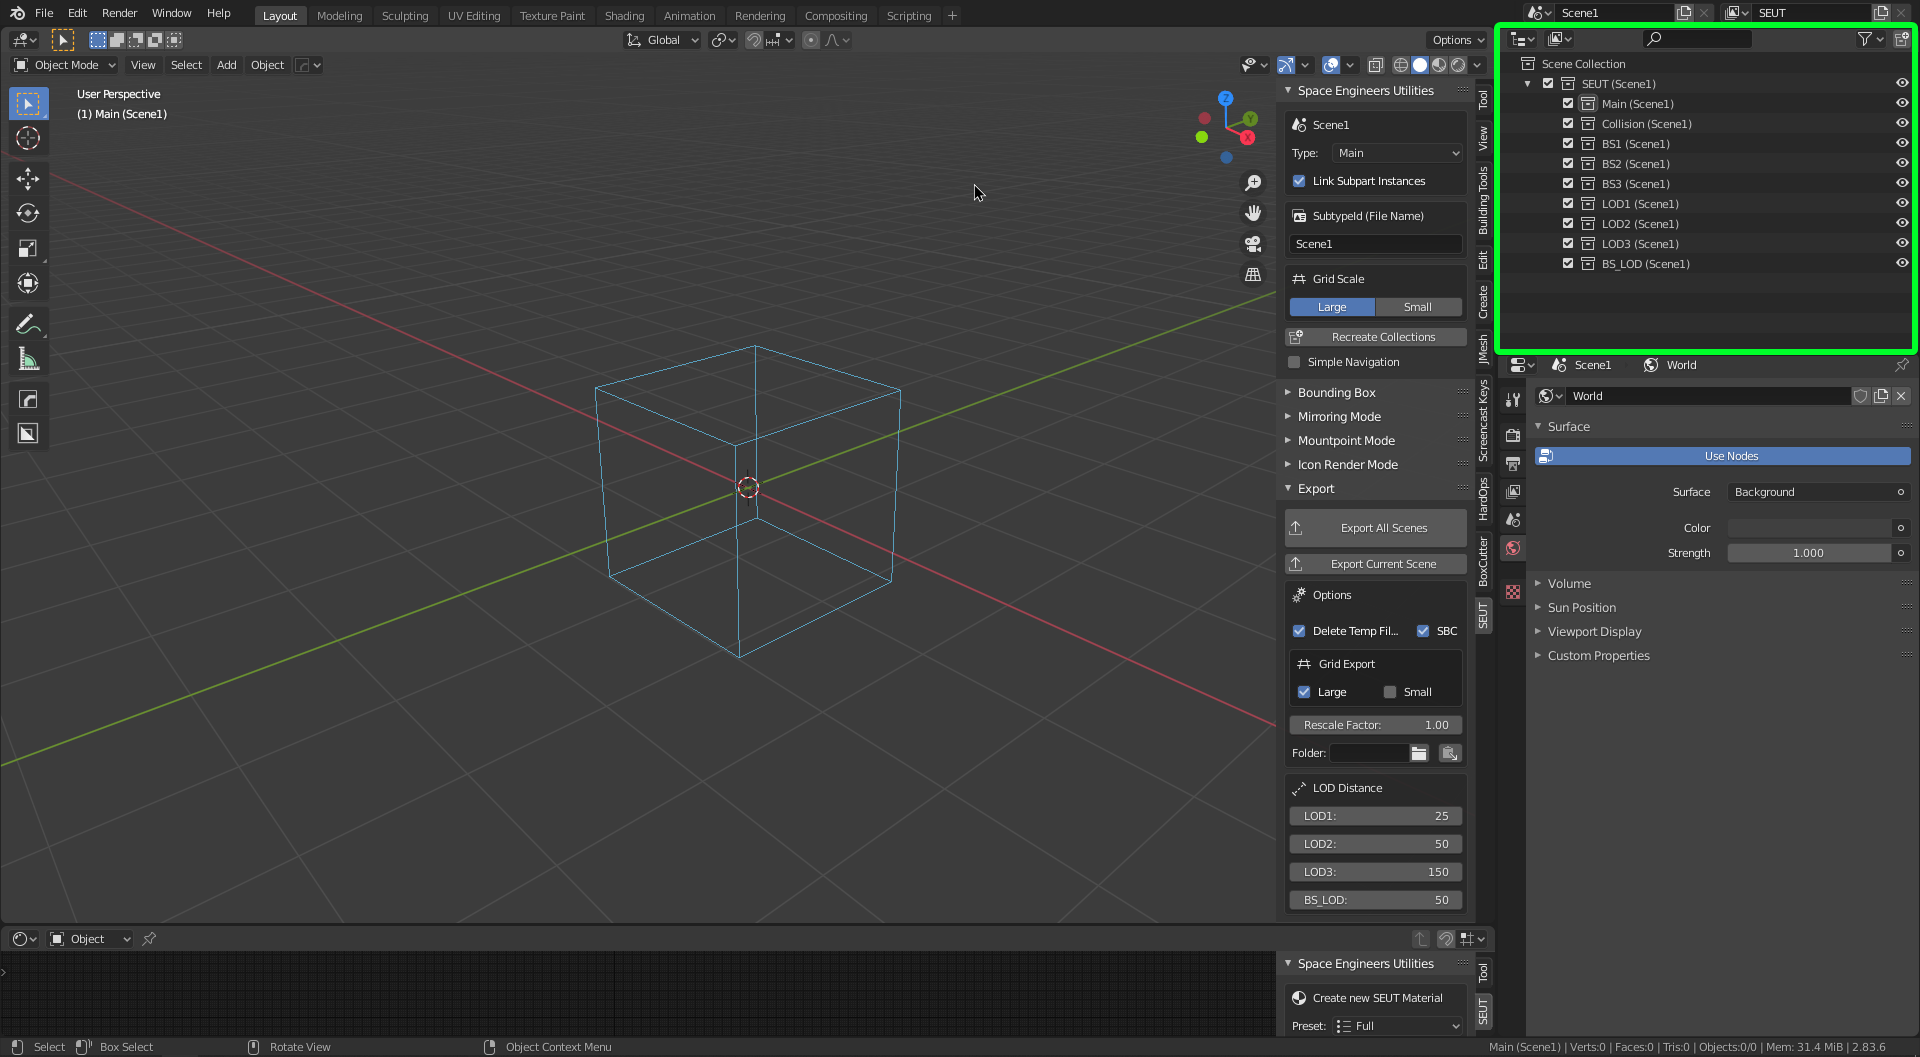 File Edit Render Window Help Layout Modeling Sculpting UV Editing Texture Paint Shading Animation Rendering Compositing Scripting + Scene1 SEUT
Global Options
Object Mode View Select Add Object
User Perspective
(1) Main (Scene1)
Z
Y
X
Space Engineers Utilities
Scene1
Type: Main
Link Subpart Instances
SubtypeId (File Name)
Scene1
Grid Scale
Large Small
Recreate Collections
Simple Navigation
Bounding Box
Mirroring Mode
Mountpoint Mode
Icon Render Mode
Export
Export All Scenes
Export Current Scene
Options
Delete Temp Fil... SBC
Grid Export
Large Small
Rescale Factor: 1.00
Folder:
LOD Distance
LOD1: 25
LOD2: 50
LOD3: 150
BS_LOD: 50
Tool
View
Building Tools
Edit
Create
JMesh
Screencast Keys
HardOps
BoxCutter
SEUT
Scene Collection
SEUT (Scene1)
Main (Scene1)
Collision (Scene1)
BS1 (Scene1)
BS2 (Scene1)
BS3 (Scene1)
LOD1 (Scene1)
LOD2 (Scene1)
LOD3 (Scene1)
BS_LOD (Scene1)
Scene1 World
World
Surface
Use Nodes
Surface Background
Color
Strength 1.000
Volume
Sun Position
Viewport Display
Custom Properties
Object
Space Engineers Utilities
Create new SEUT Material
Preset: Full
Tool
SEUT
Select Box Select Rotate View Object Context Menu Main (Scene1) | Verts:0 | Faces:0 | Tris:0 | Objects:0/0 | Mem: 31.4 MiB | 2.83.6